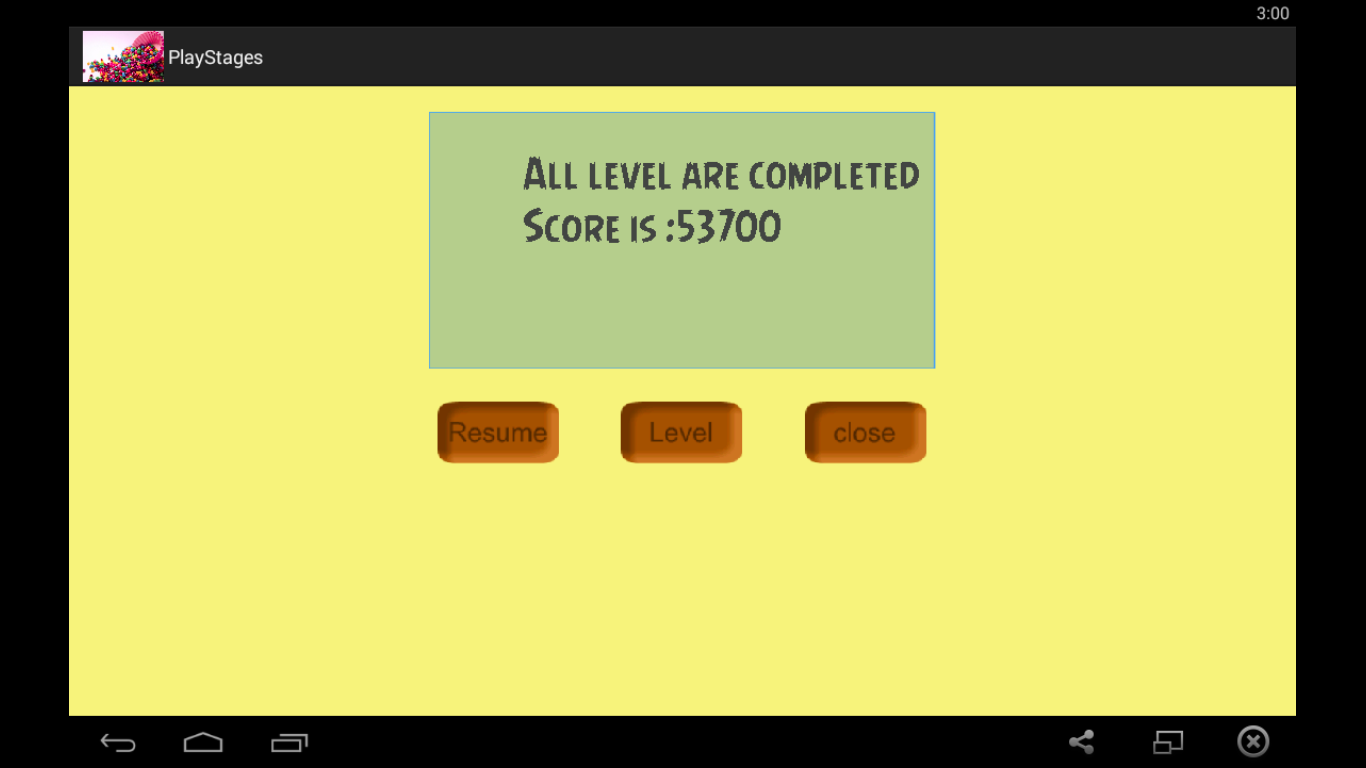 3:00
PlayStages
All level are completed
Score is :53700
Resume
Level
close